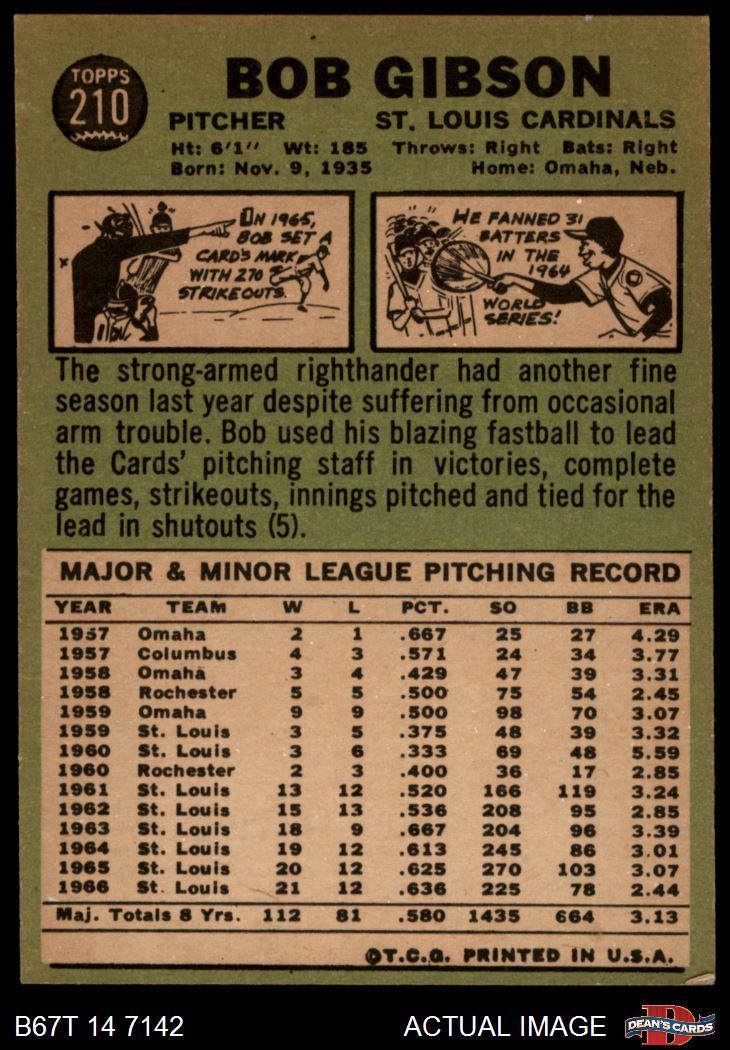 TOPPS
210
BOB GIBSON
PITCHER ST. LOUIS CARDINALS
Ht: 6'1" Wt: 185 Throws: Right Bats: Right
Born: Nov. 9, 1935 Home: Omaha, Neb.
IN 1965,
BOB SET A
CARD'S MARK
WITH 270
STRIKEOUTS.
HE FANNED 31
BATTERS
IN THE
1964
WORLD
SERIES!
The strong-armed righthander had another fine
season last year despite suffering from occasional
arm trouble. Bob used his blazing fastball to lead
the Cards' pitching staff in victories, complete
games, strikeouts, innings pitched and tied for the
lead in shutouts (5).
MAJOR & MINOR LEAGUE PITCHING RECORD
YEAR TEAM W L PCT. SO BB ERA
1957 Omaha 2 1 .667 25 27 4.29
1957 Columbus 4 3 .571 24 34 3.77
1958 Omaha 3 4 .429 47 39 3.31
1958 Rochester 5 5 .500 75 54 2.45
1959 Omaha 9 9 .500 98 70 3.07
1959 St. Louis 3 5 .375 48 39 3.32
1960 St. Louis 3 6 .333 69 48 5.59
1960 Rochester 2 3 .400 36 17 2.85
1961 St. Louis 13 12 .520 166 119 3.24
1962 St. Louis 15 13 .536 208 95 2.85
1963 St. Louis 18 9 .667 204 96 3.39
1964 St. Louis 19 12 .613 245 86 3.01
1965 St. Louis 20 12 .625 270 103 3.07
1966 St. Louis 21 12 .636 225 78 2.44
Maj. Totals 8 Yrs. 112 81 .580 1435 664 3.13
©T.C.G. PRINTED IN U.S.A.
B67T 14 7142 ACTUAL IMAGE
D
DEAN'S CARDS